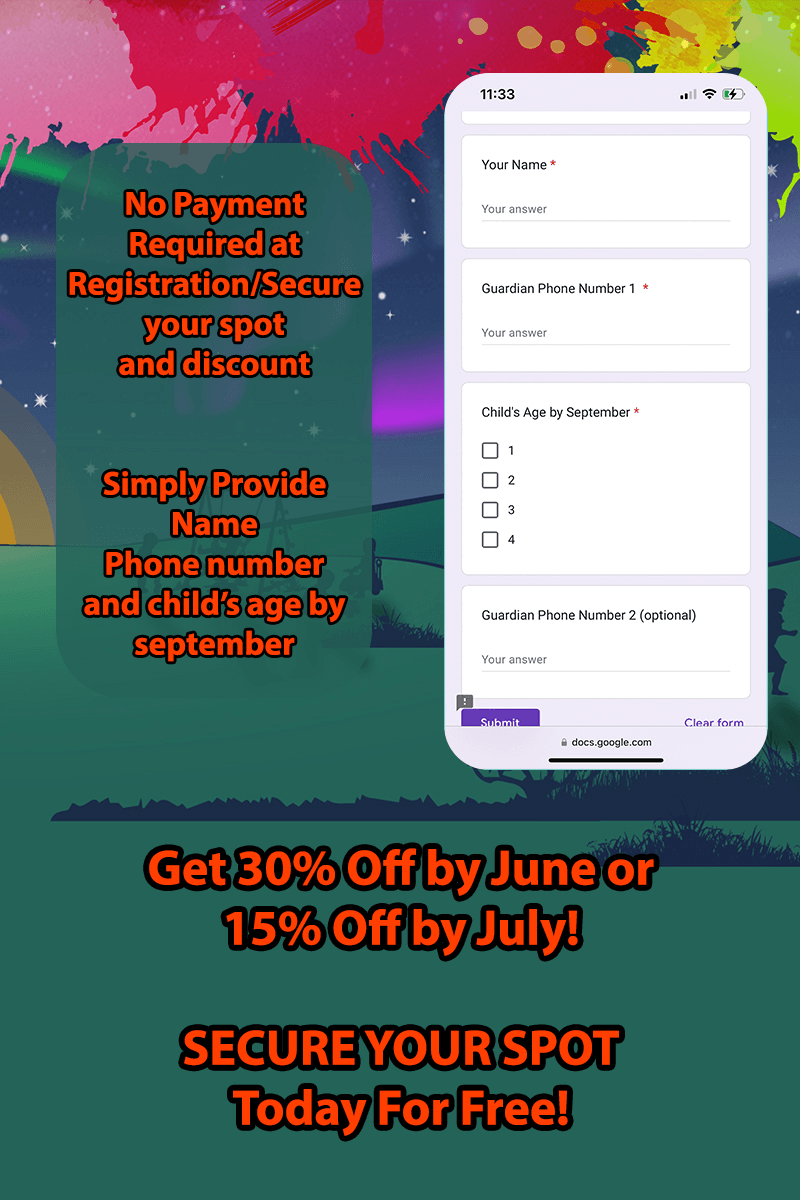 No Payment
Required at
Registration/Secure
your spot
and discount
Simply Provide
Name
Phone number
and child’s age by
september
11:33
Your Name *
Your answer
Guardian Phone Number 1 *
Your answer
Child's Age by September *
1
2
3
4
Guardian Phone Number 2 (optional)
Your answer
Submit Clear form
docs.google.com
Get 30% Off by June or
15% Off by July!
SECURE YOUR SPOT
Today For Free!